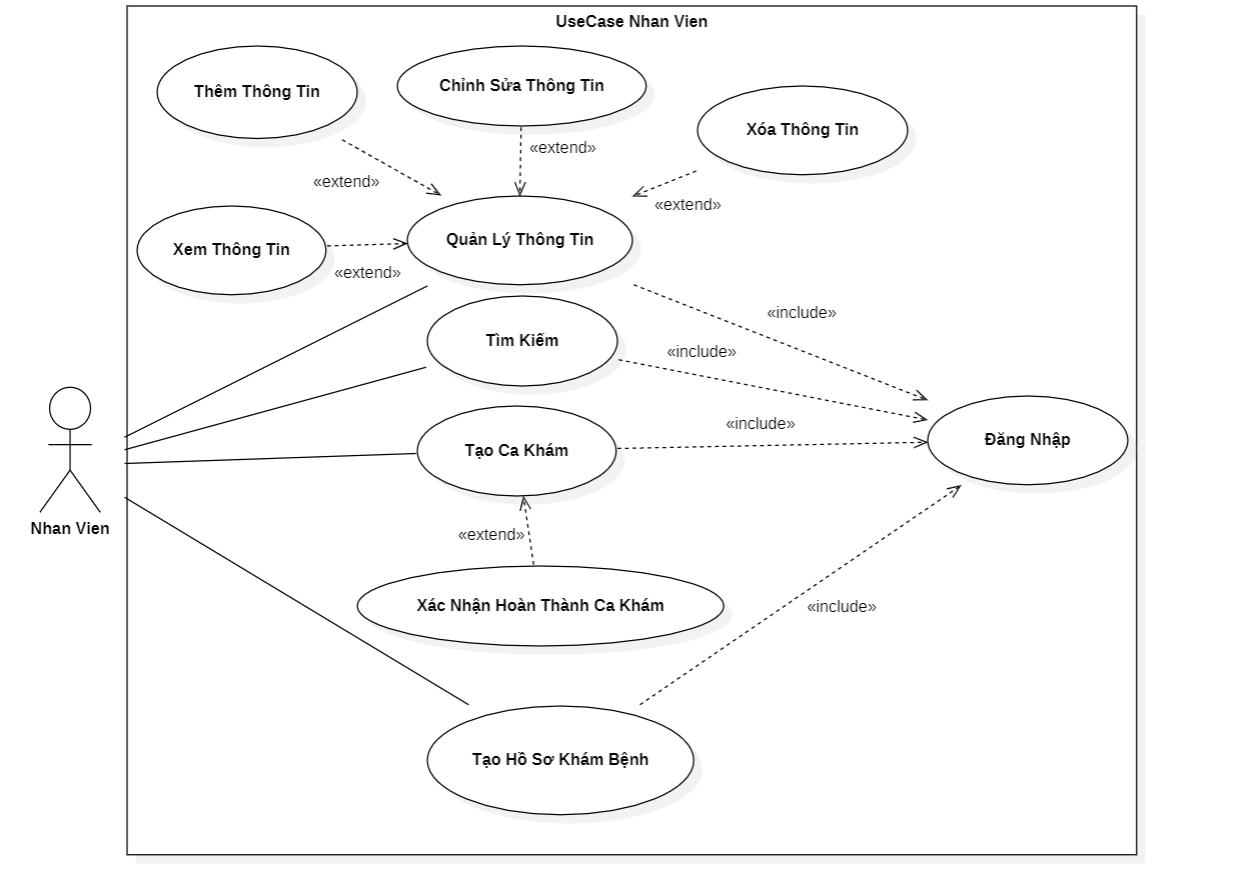 UseCase Nhan Vien
Thêm Thông Tin
Chỉnh Sửa Thông Tin
Xóa Thông Tin
«extend»
«extend»
«extend»
Xem Thông Tin
Quản Lý Thông Tin
«extend»
«include»
Tìm Kiếm
«include»
«include»
Tạo Ca Khám
Đăng Nhập
Nhan Vien
«extend»
Xác Nhận Hoàn Thành Ca Khám
«include»
Tạo Hồ Sơ Khám Bệnh